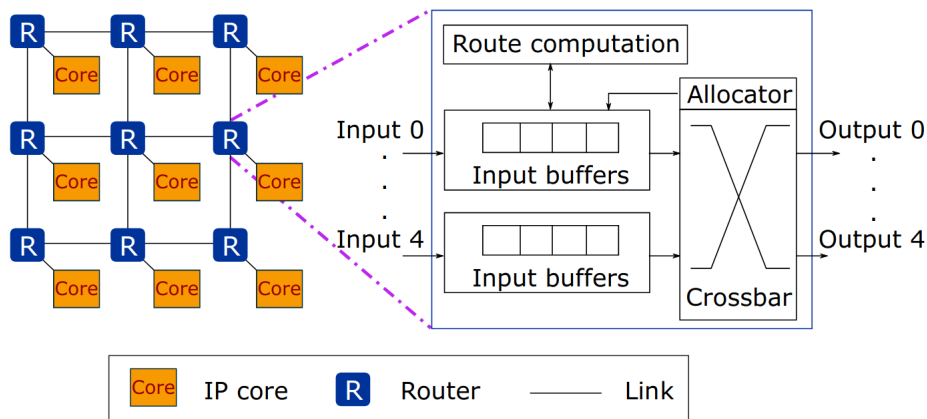 R R R
Core Core Core
R R R
Core Core Core
R R R
Core Core Core
Route computation
Allocator
Input 0
.
.
.
Input buffers
Output 0
.
.
.
Input 4
Input buffers
Output 4
Crossbar
Core IP core R Router Link